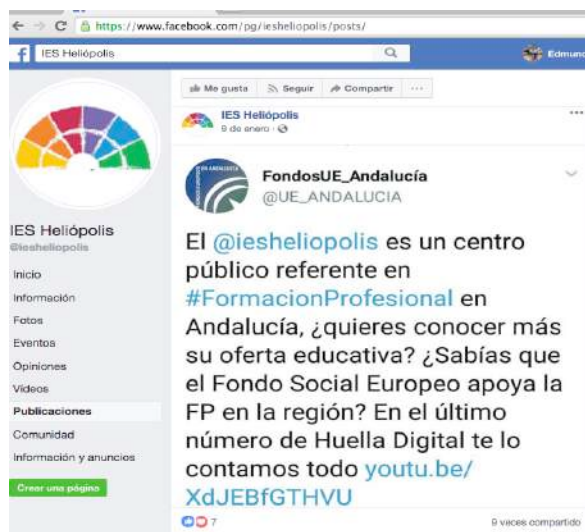 https://www.facebook.com/pg/iesheliopolis/posts/
IES Heliópolis
Edmund
Me gusta Seguir Compartir ...
IES Heliópolis
9 de enero
FondosUE_Andalucía
@UE_ANDALUCIA
El @iesheliopolis es un centro
público referente en
#FormacionProfesional en
Andalucía, ¿quieres conocer más
su oferta educativa? ¿Sabías que
el Fondo Social Europeo apoya la
FP en la región? En el último
número de Huella Digital te lo
contamos todo youtu.be/
XdJEBfGTHVU
7
9 veces compartido
IES Heliópolis
@iesheliopolis
Inicio
Información
Fotos
Eventos
Opiniones
Vídeos
Publicaciones
Comunidad
Información y anuncios
Crear una página